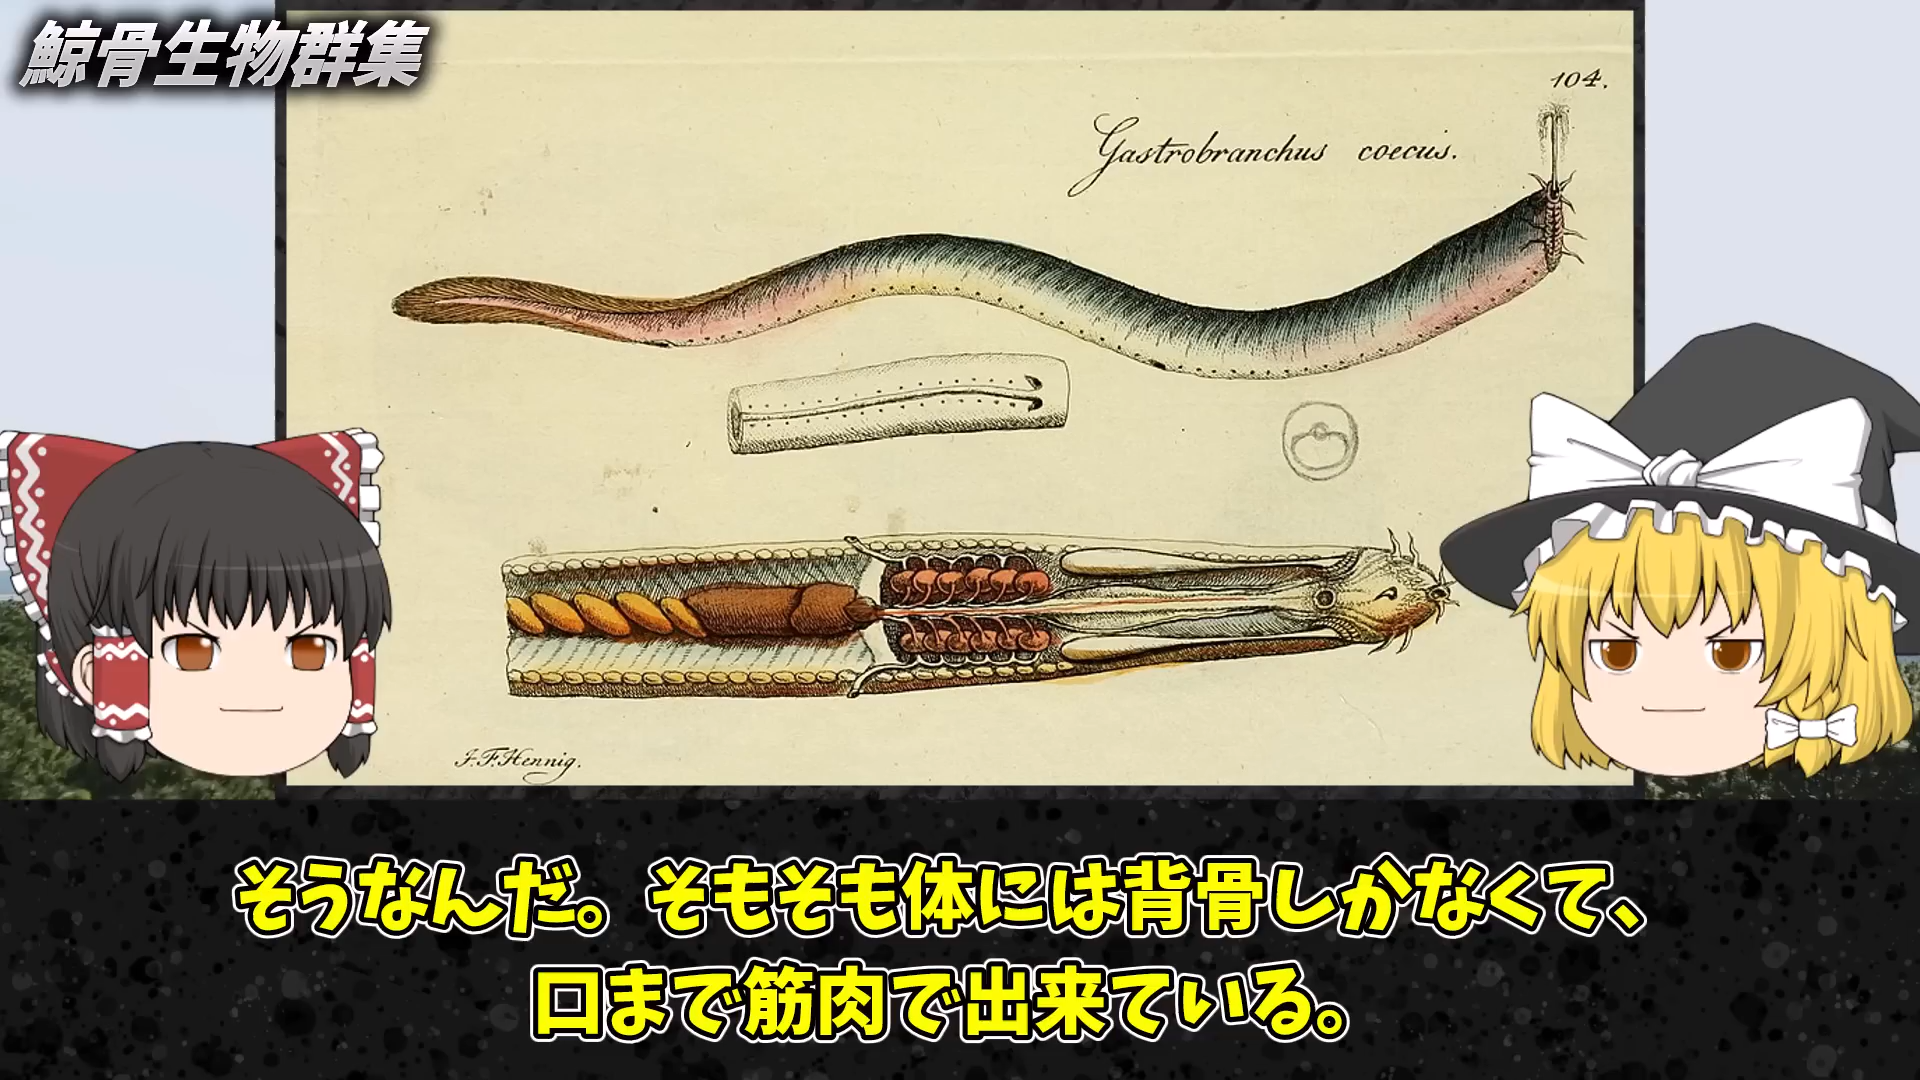 鯨骨生物群集
104.
Gastrobranchus coecus.
J.F.Hennig.
そうなんだ。そもそも体には背骨しかなくて、
口まで筋肉で出来ている。